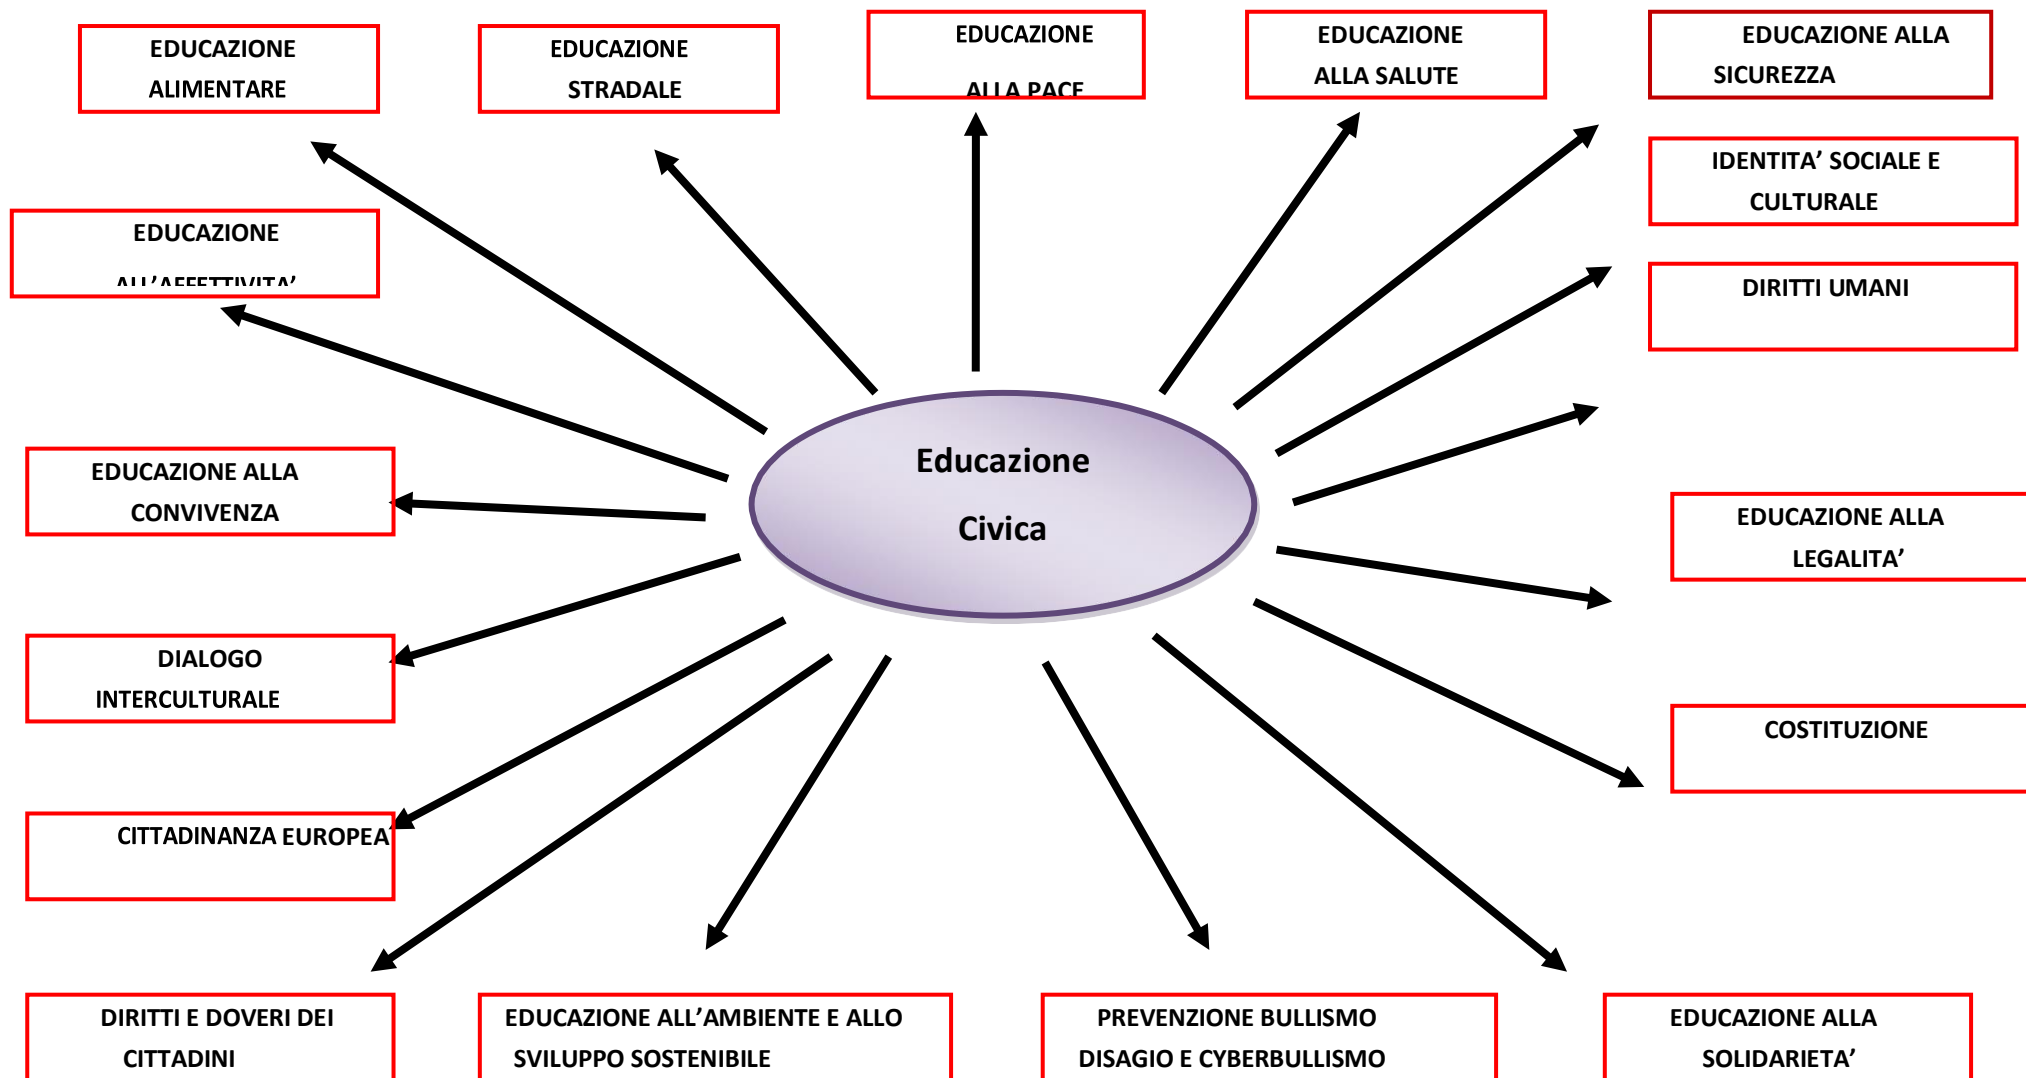 EDUCAZIONE
ALIMENTARE
EDUCAZIONE
STRADALE
EDUCAZIONE
ALLA PACE
EDUCAZIONE
ALLA SALUTE
EDUCAZIONE ALLA
SICUREZZA
IDENTITA’ SOCIALE E
CULTURALE
EDUCAZIONE
ALL’AFFETTIVITA’
DIRITTI UMANI
Educazione
Civica
EDUCAZIONE ALLA
CONVIVENZA
EDUCAZIONE ALLA
LEGALITA’
DIALOGO
INTERCULTURALE
COSTITUZIONE
CITTADINANZA EUROPEA
DIRITTI E DOVERI DEI
CITTADINI
EDUCAZIONE ALL’AMBIENTE E ALLO
SVILUPPO SOSTENIBILE
PREVENZIONE BULLISMO
DISAGIO E CYBERBULLISMO
EDUCAZIONE ALLA
SOLIDARIETA’